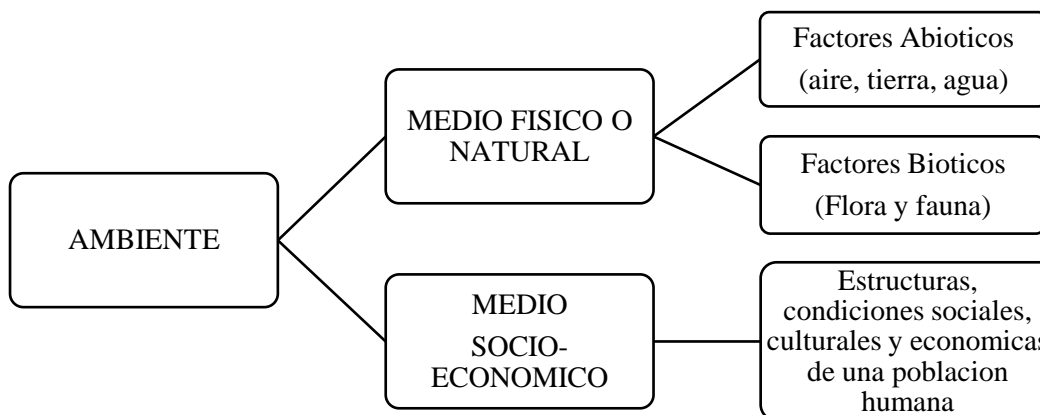 AMBIENTE
MEDIO FISICO O
NATURAL
Factores Abioticos
(aire, tierra, agua)
Factores Bioticos
(Flora y fauna)
MEDIO
SOCIO-
ECONOMICO
Estructuras,
condiciones sociales,
culturales y economicas
de una poblacion
humana